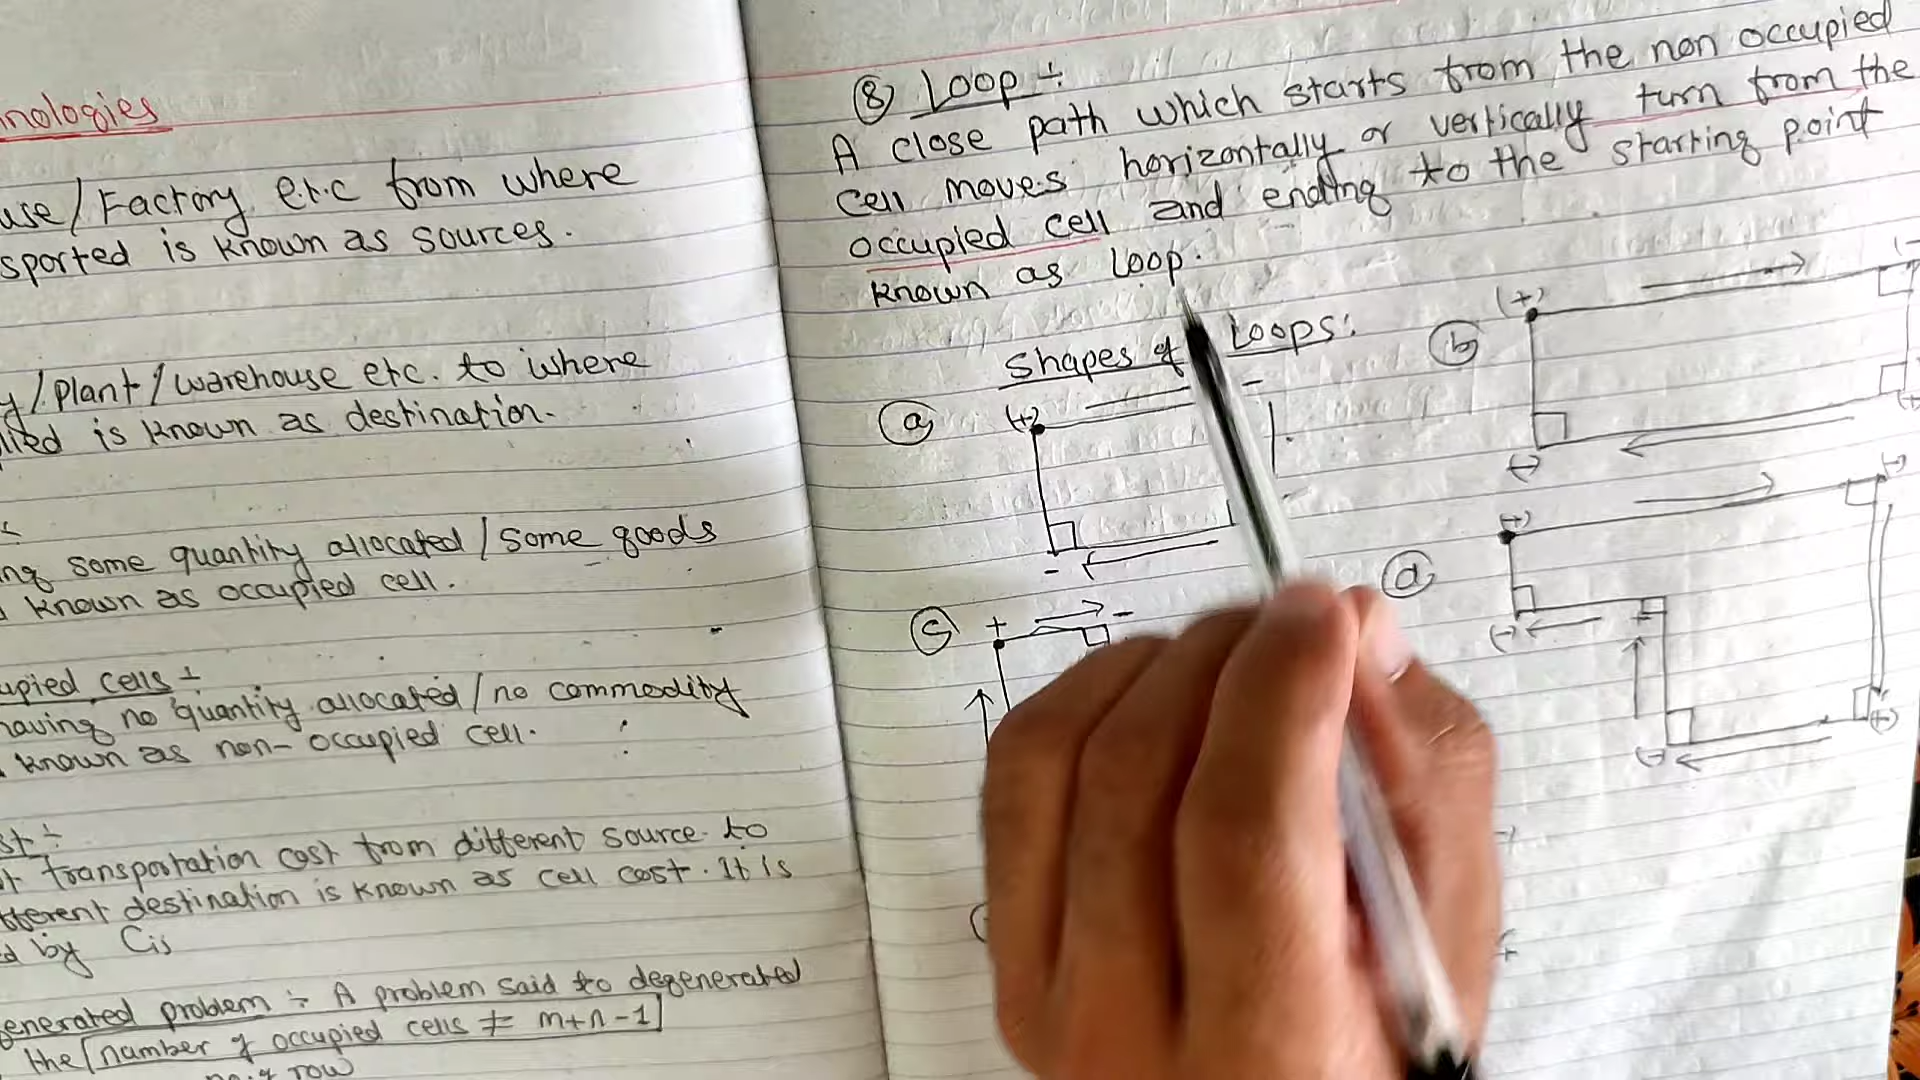 nologies
use/Factory etc from where
sported is known as sources.
y/plant/warehouse etc. to where
lied is known as destination.
ng some quantity allocated/some goods
known as occupied cell.
upied cells ÷
having no quantity allocated/no commodity
known as non-occupied cell.
st ÷
transportation cost from different source to
fferent destination is known as cell cost. It is
d by Cij
enerated problem ÷ A problem said to degenerated
the number of occupied cells ≠ m+n-1
row
⑧ Loop ÷
A close path which starts from the non occupied
cell moves horizontally or vertically turn from the
occupied cell and ending to the starting point
known as Loop.
shapes of Loops:
ⓐ (+) -
-
ⓑ (+) (-
(-) (+
ⓒ + -
ⓓ (+) (-)
(-) +
(-) (+)